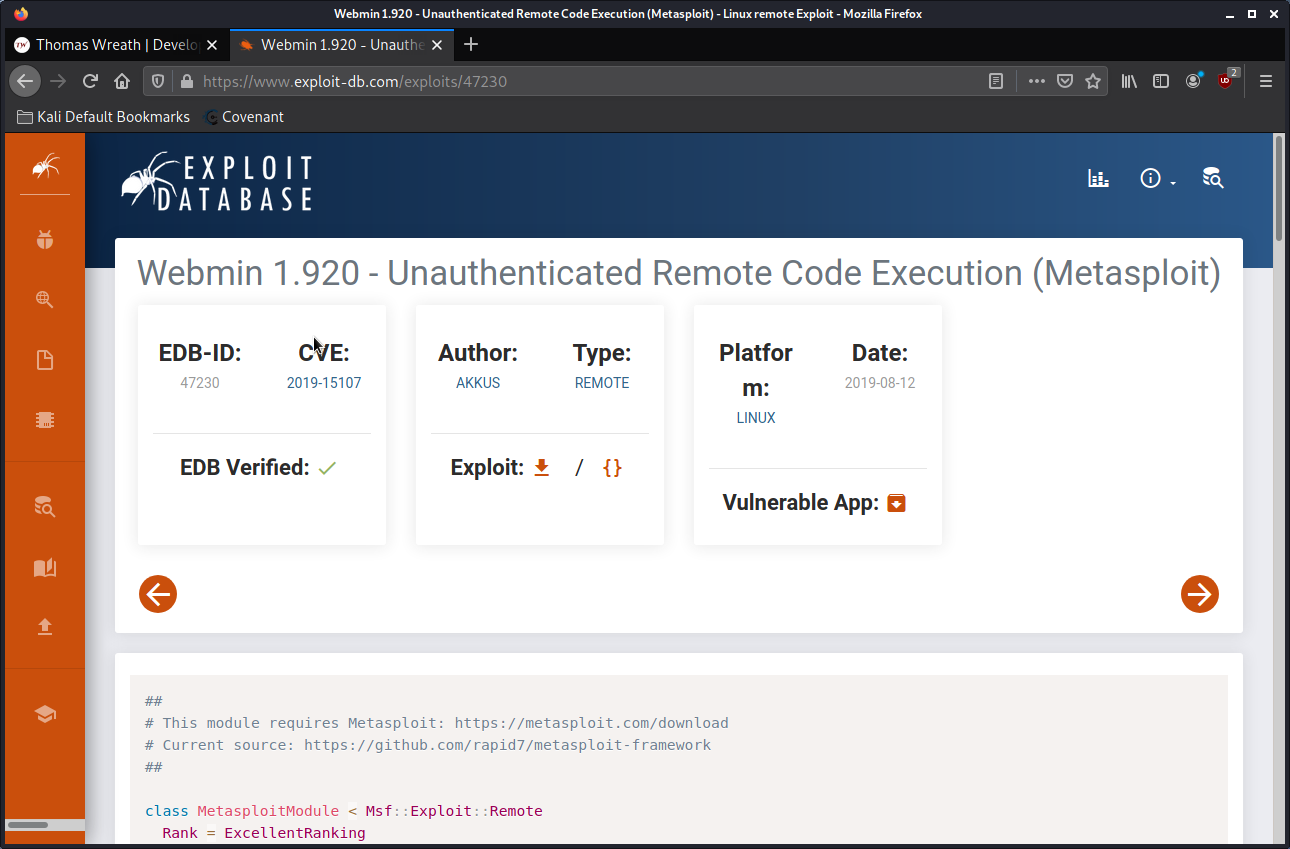 Webmin 1.920 - Unauthenticated Remote Code Execution (Metasploit) - Linux remote Exploit - Mozilla Firefox
TW Thomas Wreath | Develo
Webmin 1.920 - Unauthe
https://www.exploit-db.com/exploits/47230
2
Kali Default Bookmarks
Covenant
EXPLOIT
DATABASE
Webmin 1.920 - Unauthenticated Remote Code Execution (Metasploit)
EDB-ID:
47230
CVE:
2019-15107
EDB Verified:
Author:
AKKUS
Type:
REMOTE
Exploit: / {}
Platfor
m:
LINUX
Date:
2019-08-12
Vulnerable App:
##
# This module requires Metasploit: https://metasploit.com/download
# Current source: https://github.com/rapid7/metasploit-framework
##
class MetasploitModule < Msf::Exploit::Remote
Rank = ExcellentRanking